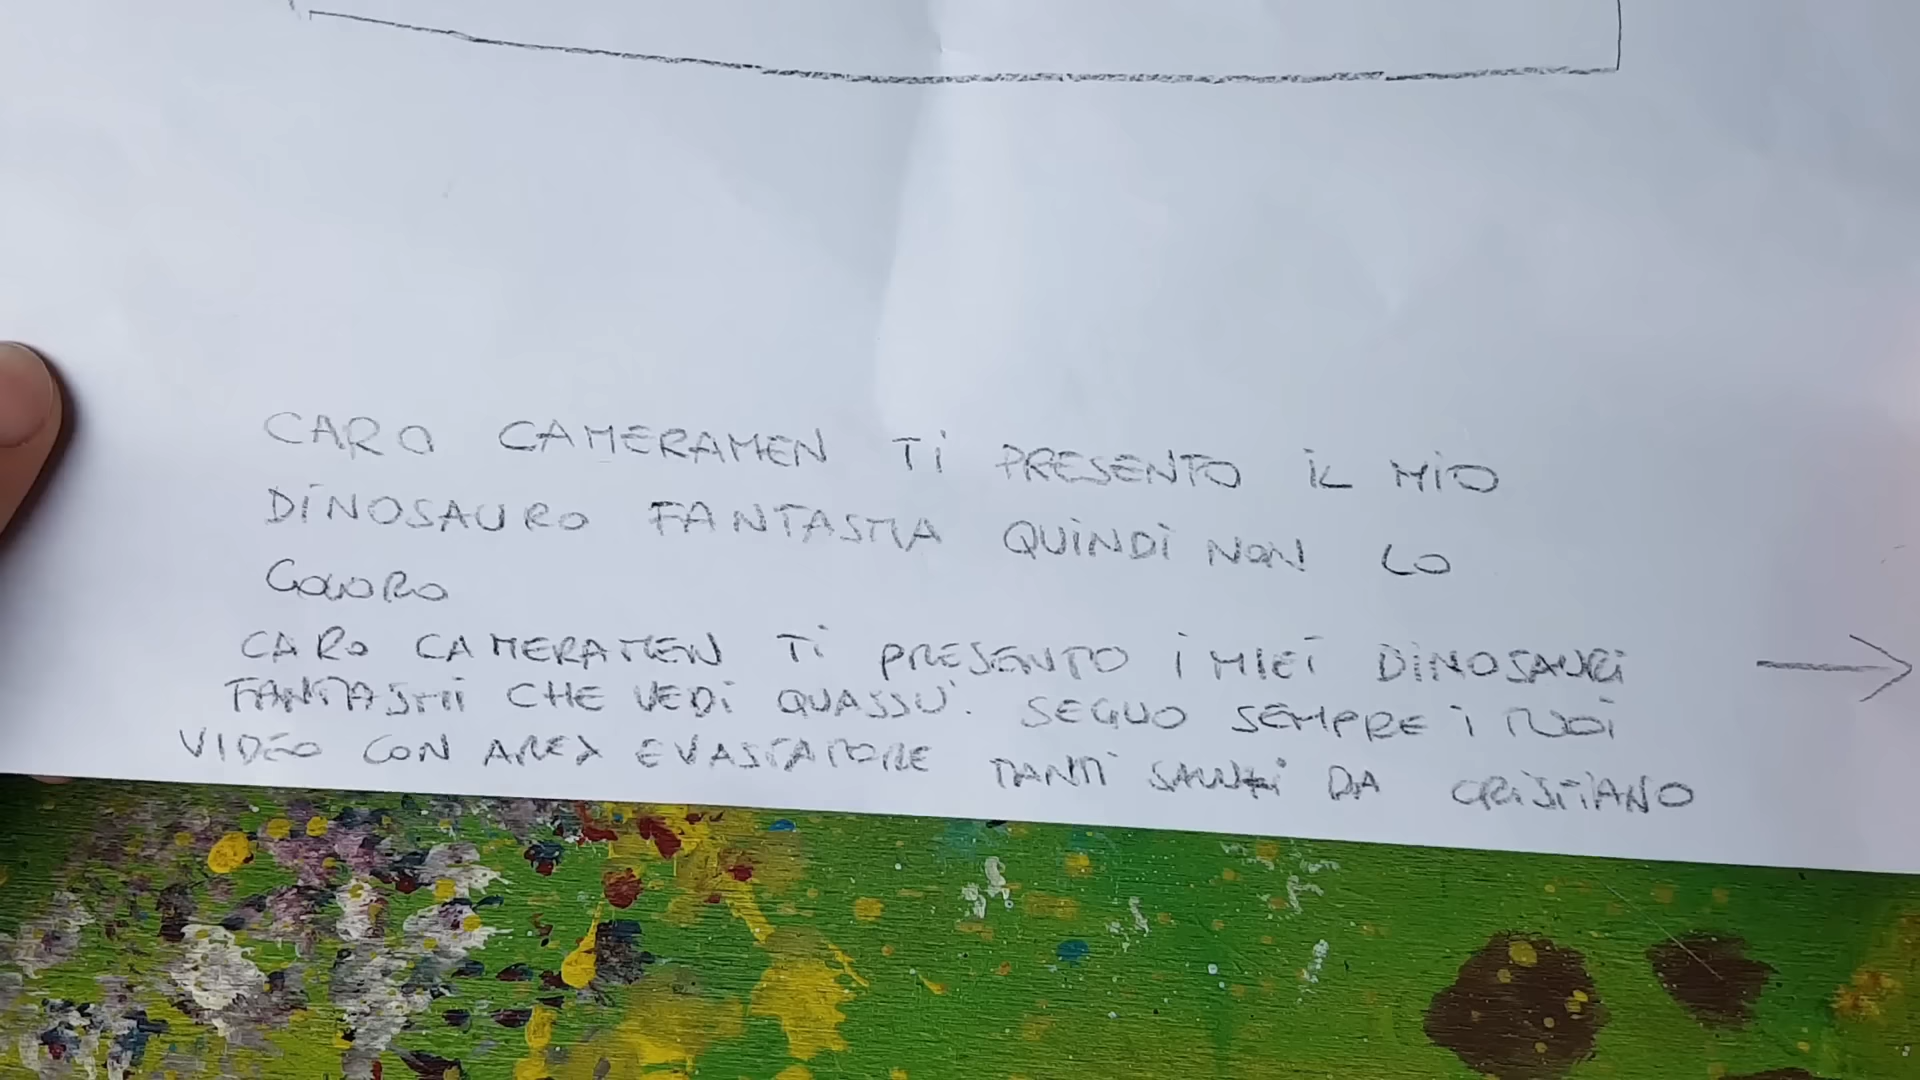 CARO CAMERAMEN Ti PRESENTO iL MiO
DiNOSAURO FANTASMA QUiNDi NON LO
COLORO
CARO CAMERAMEN Ti PRESENTO i MiEi DiNOSAURi
FANTASMi CHE VEDi QUASSU'. SEGUO SEMPRE i TUOi
VIDEO CON ALEX E VASTATORE TANTi SALUTi DA CRiSTiANO